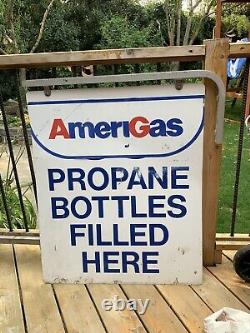 AmeriGas
PROPANE
BOTTLES
FILLED
HERE